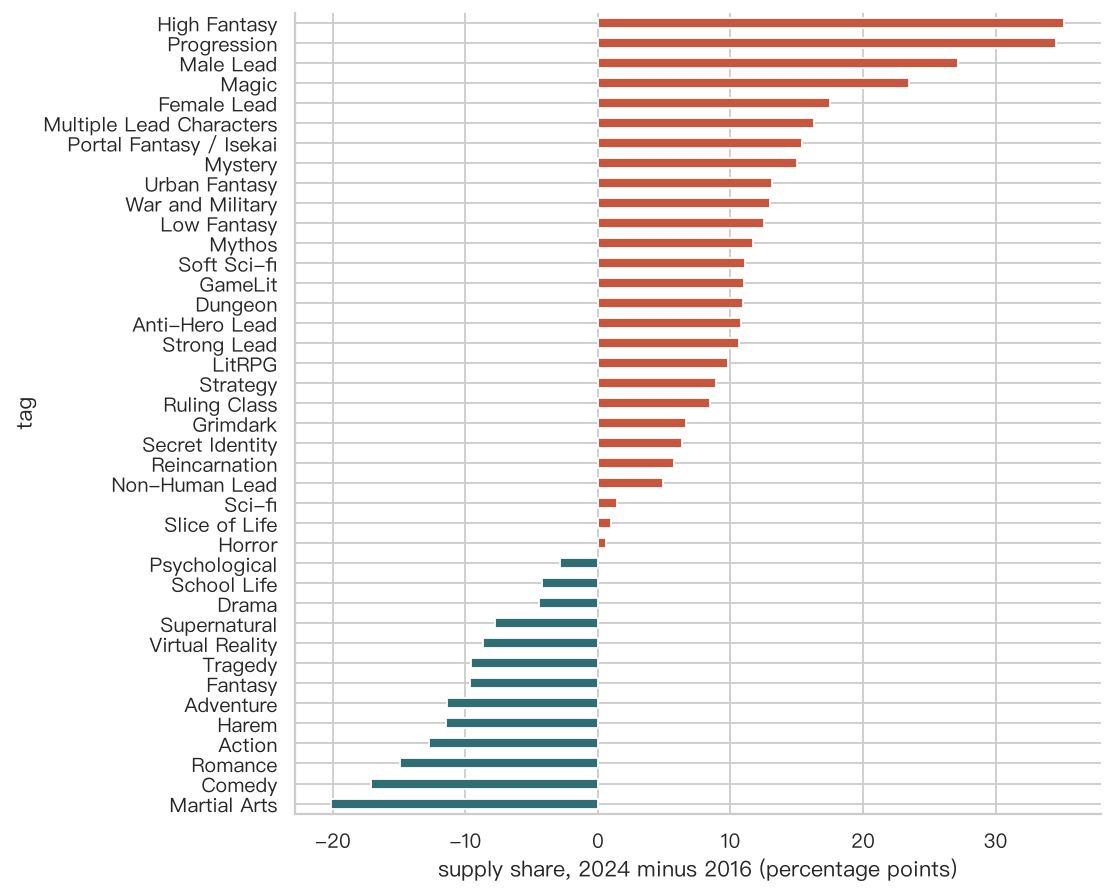 High Fantasy
Progression
Male Lead
Magic
Female Lead
Multiple Lead Characters
Portal Fantasy / Isekai
Mystery
Urban Fantasy
War and Military
Low Fantasy
Mythos
Soft Sci–fi
GameLit
Dungeon
Anti–Hero Lead
Strong Lead
LitRPG
Strategy
Ruling Class
Grimdark
Secret Identity
Reincarnation
Non–Human Lead
Sci–fi
Slice of Life
Horror
Psychological
School Life
Drama
Supernatural
Virtual Reality
Tragedy
Fantasy
Adventure
Harem
Action
Romance
Comedy
Martial Arts
tag
−20 −10 0 10 20 30
supply share, 2024 minus 2016 (percentage points)